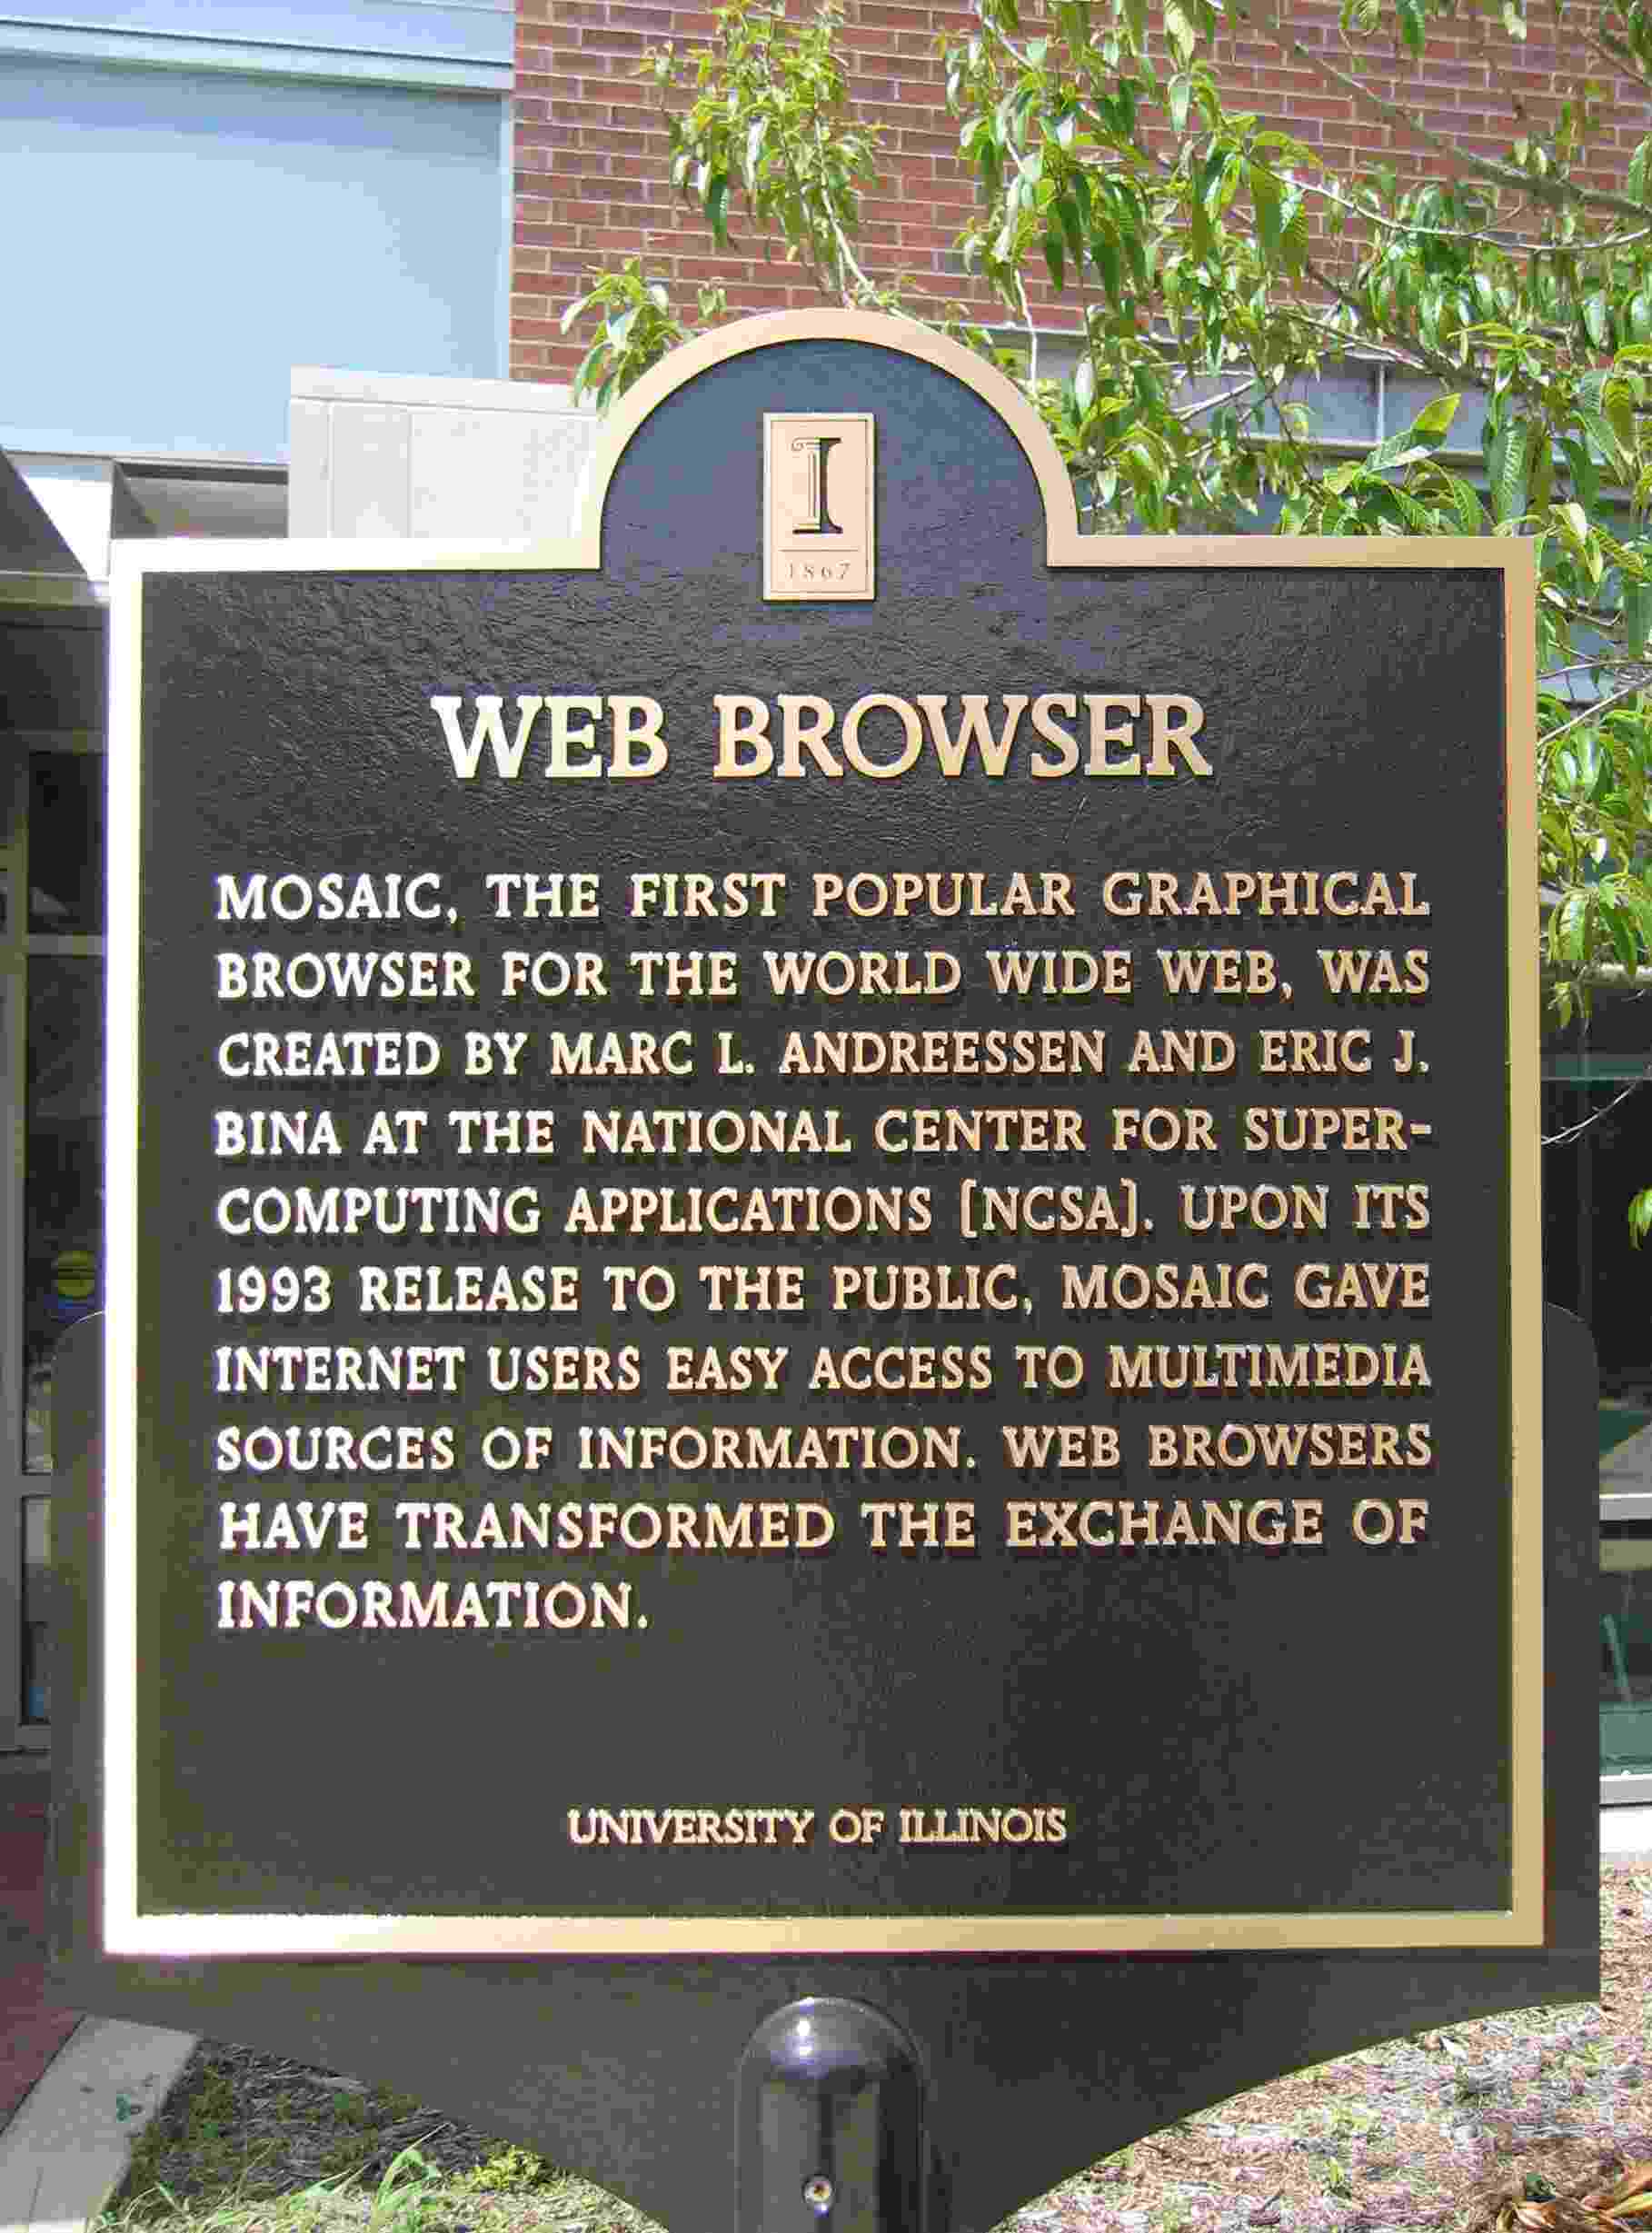 I
1867
WEB BROWSER
MOSAIC, THE FIRST POPULAR GRAPHICAL
BROWSER FOR THE WORLD WIDE WEB, WAS
CREATED BY MARC L. ANDREESSEN AND ERIC J.
BINA AT THE NATIONAL CENTER FOR SUPER-
COMPUTING APPLICATIONS [NCSA]. UPON ITS
1993 RELEASE TO THE PUBLIC, MOSAIC GAVE
INTERNET USERS EASY ACCESS TO MULTIMEDIA
SOURCES OF INFORMATION. WEB BROWSERS
HAVE TRANSFORMED THE EXCHANGE OF
INFORMATION.
UNIVERSITY OF ILLINOIS